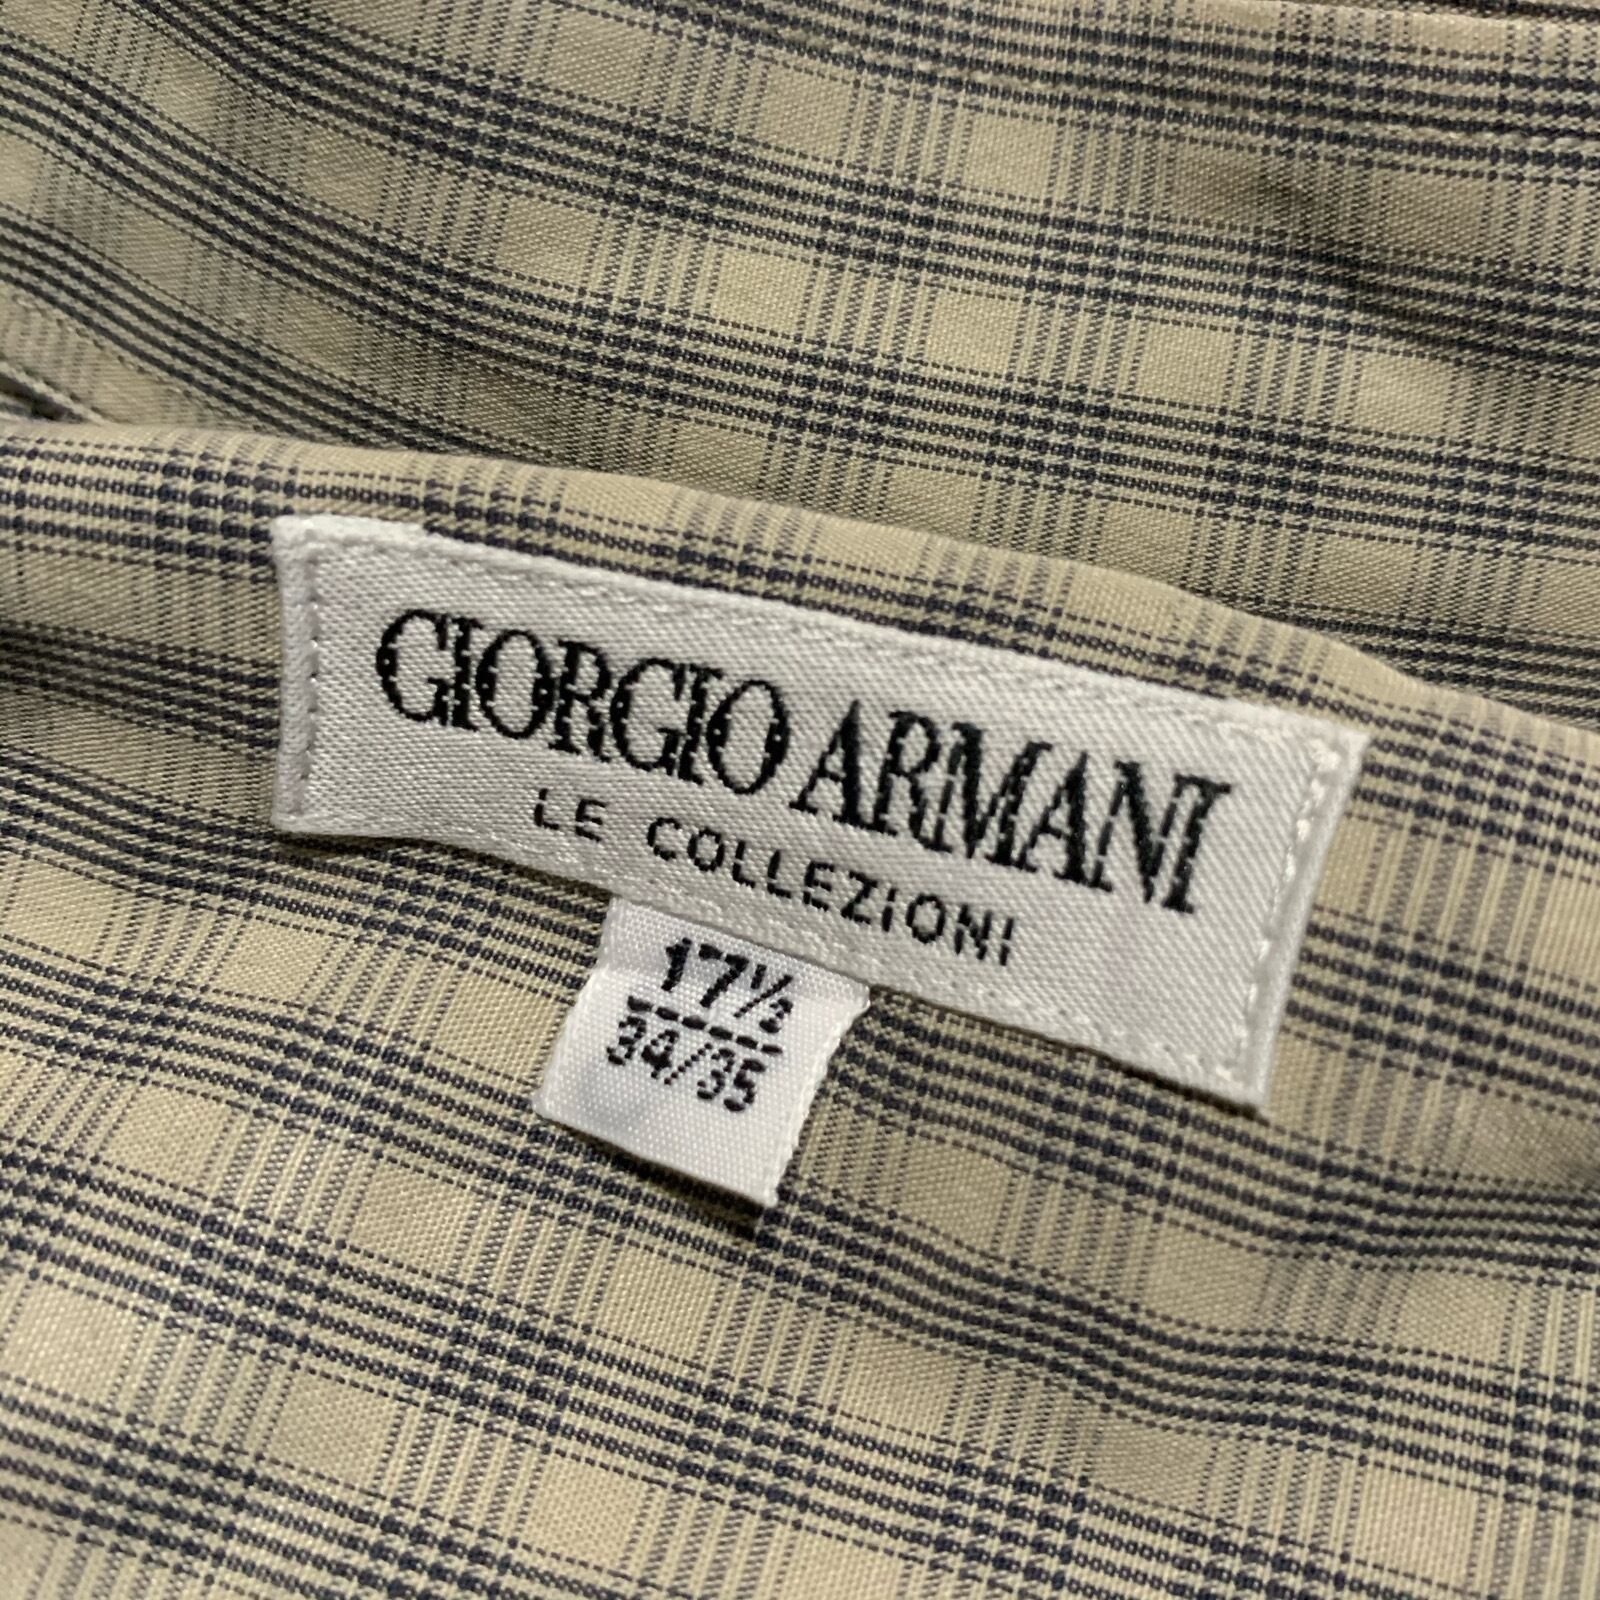 GIORGIO ARMANI
LE COLLEZIONI
17½
34/35